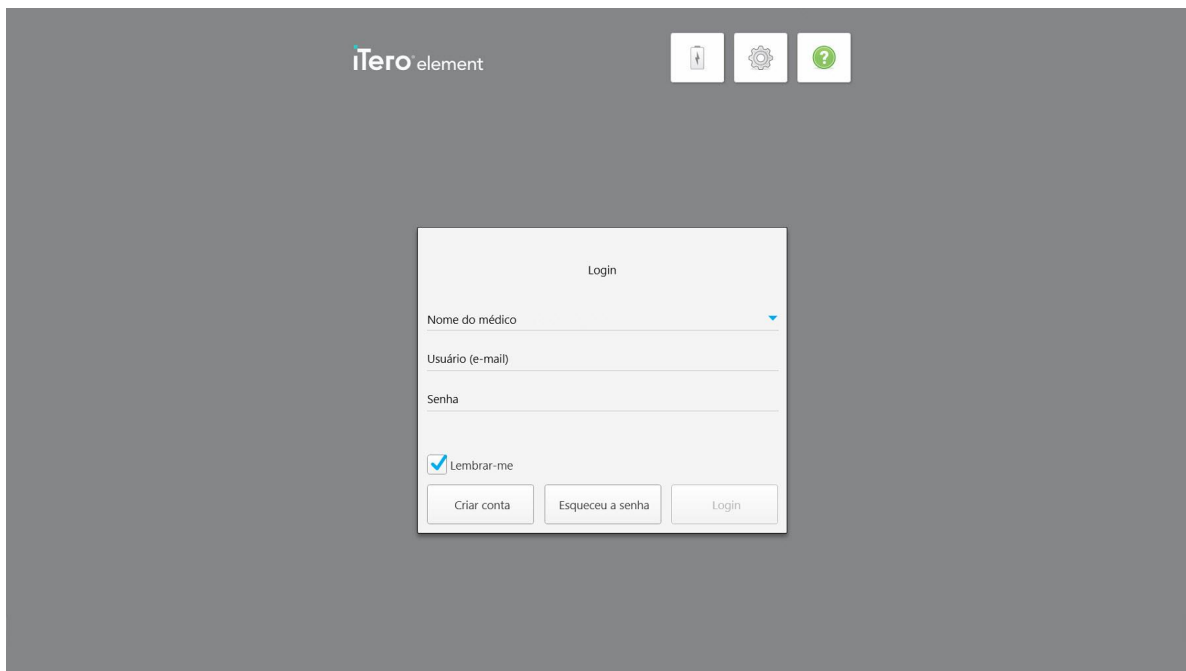 iTero® element
?
Login
Nome do médico
Usuário (e-mail)
Senha
Lembrar-me
Criar conta
Esqueceu a senha
Login